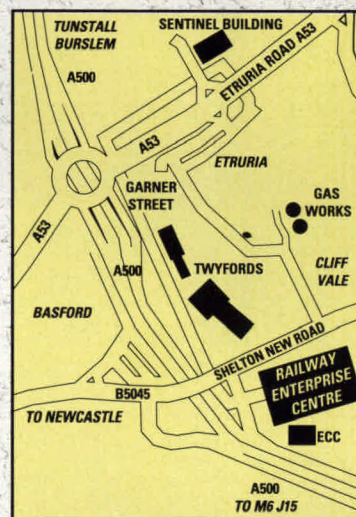 TUNSTALL
BURSLEM
SENTINEL BUILDING
A500
ETRURIA ROAD A53
A53
ETRURIA
GARNER
STREET
GAS
WORKS
A53
A500
TWYFORDS
CLIFF
VALE
BASFORD
SHELTON NEW ROAD
RAILWAY
ENTERPRISE
CENTRE
B5045
TO NEWCASTLE
ECC
A500
TO M6 J15